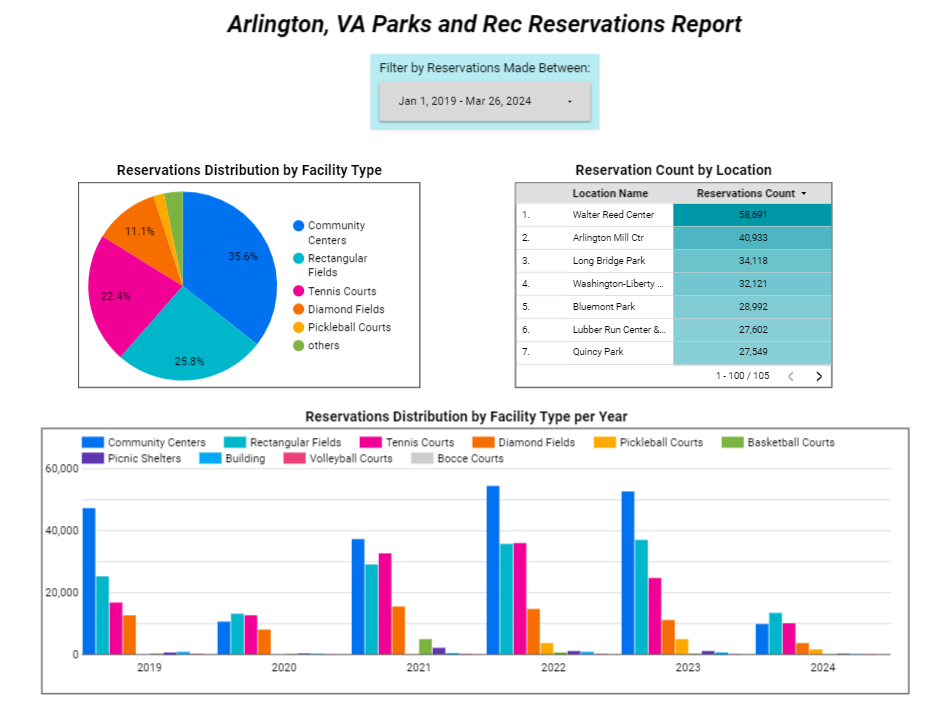 Arlington, VA Parks and Rec Reservations Report
Filter by Reservations Made Between:
Jan 1, 2019 - Mar 26, 2024
Reservations Distribution by Facility Type
35.6%
25.8%
22.4%
11.1%
Community
Centers
Rectangular
Fields
Tennis Courts
Diamond Fields
Pickleball Courts
others
Reservation Count by Location
Location Name Reservations Count
1. Walter Reed Center 58,691
2. Arlington Mill Ctr 40,933
3. Long Bridge Park 34,118
4. Washington-Liberty ... 32,121
5. Bluemont Park 28,992
6. Lubber Run Center &... 27,602
7. Quincy Park 27,549
1 - 100 / 105
Reservations Distribution by Facility Type per Year
Community Centers Rectangular Fields Tennis Courts Diamond Fields Pickleball Courts Basketball Courts
Picnic Shelters Building Volleyball Courts Bocce Courts
60,000
40,000
20,000
0
2019 2020 2021 2022 2023 2024